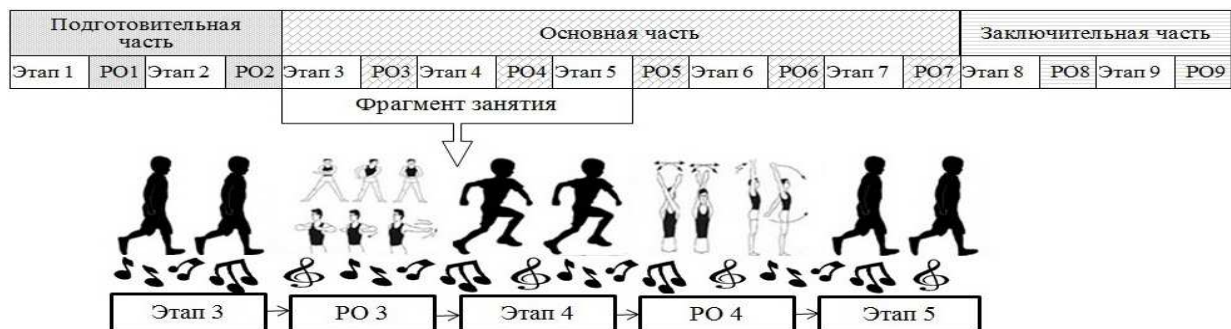 Подготовительная часть
Основная часть
Заключительная часть
Этап 1 РО1 Этап 2 РО2 Этап 3 РО3 Этап 4 РО4 Этап 5 РО5 Этап 6 РО6 Этап 7 РО7 Этап 8 РО8 Этап 9 РО9
Фрагмент занятия
Этап 3 РО 3 Этап 4 РО 4 Этап 5